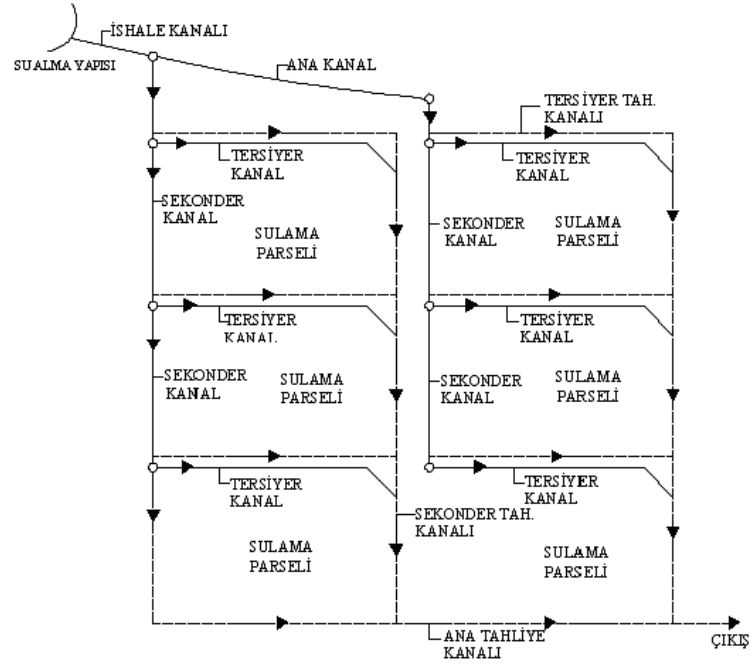 İSHALE KANALI
SUALMA YAPISI
ANA KANAL
TERSİYER TAH.
KANALI
TERSİYER
KANAL
TERSİYER
KANAL
SEKONDER
KANAL
SULAMA
PARSELİ
SEKONDER
KANAL
SULAMA
PARSELİ
TERSİYER
KANAL
TERSİYER
KANAL
SEKONDER
KANAL
SULAMA
PARSELİ
SEKONDER
KANAL
SULAMA
PARSELİ
TERSİYER
KANAL
TERSİYER
KANAL
SEKONDER TAH.
KANALI
SULAMA
PARSELİ
SULAMA
PARSELİ
ANA TAHLİYE
KANALI
ÇIKIŞ